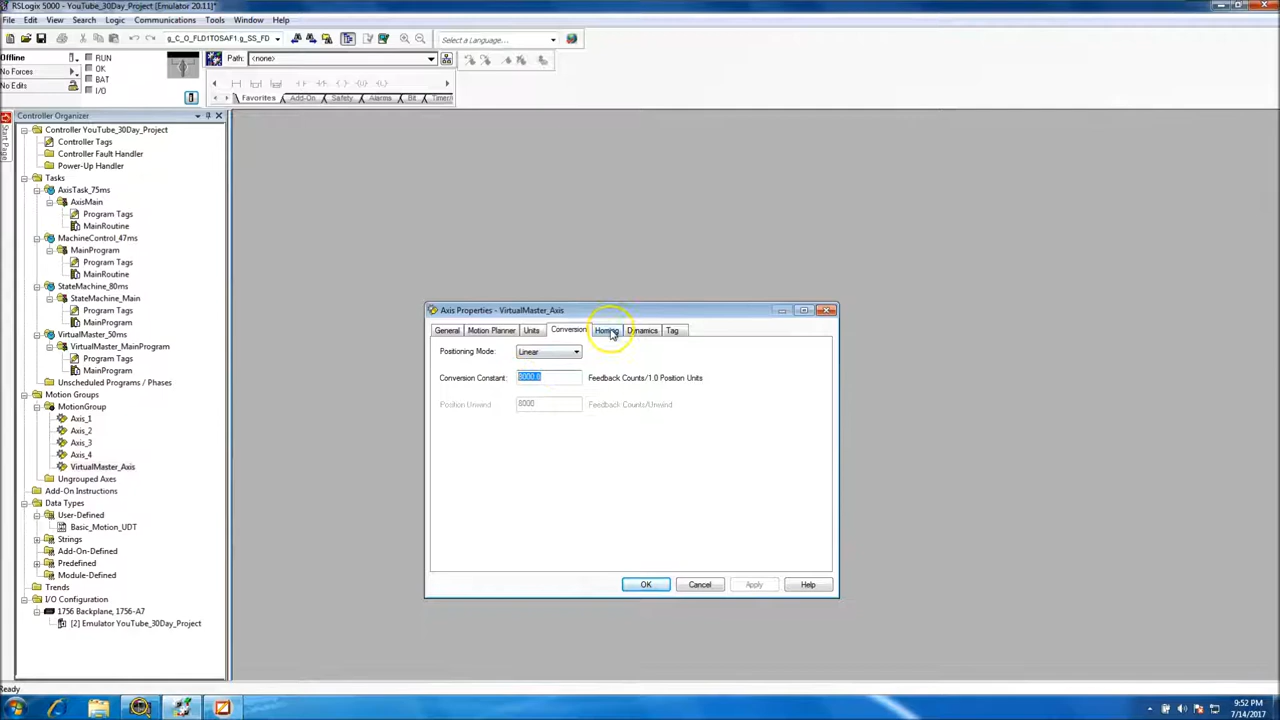 RSLogix 5000 - YouTube_30Day_Project [Emulator 20.11]*
File Edit View Search Logic Communications Tools Window Help
g_C_O_FLD1TOSAF1.g_SS_FD
Select a Language...
Offline
No Forces
No Edits
RUN
OK
BAT
I/O
Path: <none>
Favorites Add-On Safety Alarms Bit Timer
Start Page
Controller Organizer
Controller YouTube_30Day_Project
Controller Tags
Controller Fault Handler
Power-Up Handler
Tasks
AxisTask_75ms
AxisMain
Program Tags
MainRoutine
MachineControl_47ms
MainProgram
Program Tags
MainRoutine
StateMachine_80ms
StateMachine_Main
Program Tags
MainProgram
VirtualMaster_50ms
VirtualMaster_MainProgram
Program Tags
MainProgram
Unscheduled Programs / Phases
Motion Groups
MotionGroup
Axis_1
Axis_2
Axis_3
Axis_4
VirtualMaster_Axis
Ungrouped Axes
Add-On Instructions
Data Types
User-Defined
Basic_Motion_UDT
Strings
Add-On-Defined
Predefined
Module-Defined
Trends
I/O Configuration
1756 Backplane, 1756-A7
[2] Emulator YouTube_30Day_Project
Axis Properties - VirtualMaster_Axis
General Motion Planner Units Conversion Homing Dynamics Tag
Positioning Mode: Linear
Conversion Constant: 8000.0 Feedback Counts/1.0 Position Units
Position Unwind: 8000 Feedback Counts/Unwind
OK Cancel Apply Help
Ready
9:52 PM
7/14/2017